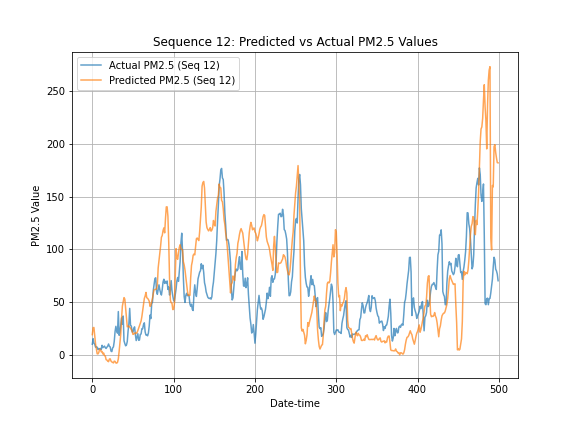 Sequence 12: Predicted vs Actual PM2.5 Values
Actual PM2.5 (Seq 12)
Predicted PM2.5 (Seq 12)
250
200
150
100
50
0
PM2.5 Value
0 100 200 300 400 500
Date-time